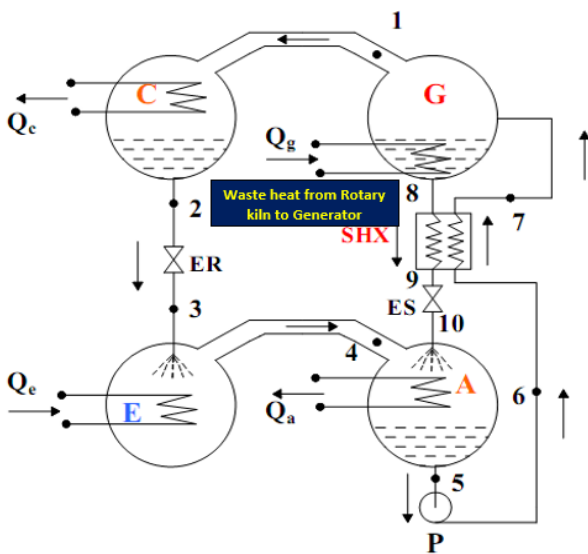 1
C
G
Qc
Qg
2
8
Waste heat from Rotary
kiln to Generator
7
SHX
ER
9
3
ES
10
4
Qe
E
Qa
A
6
5
P